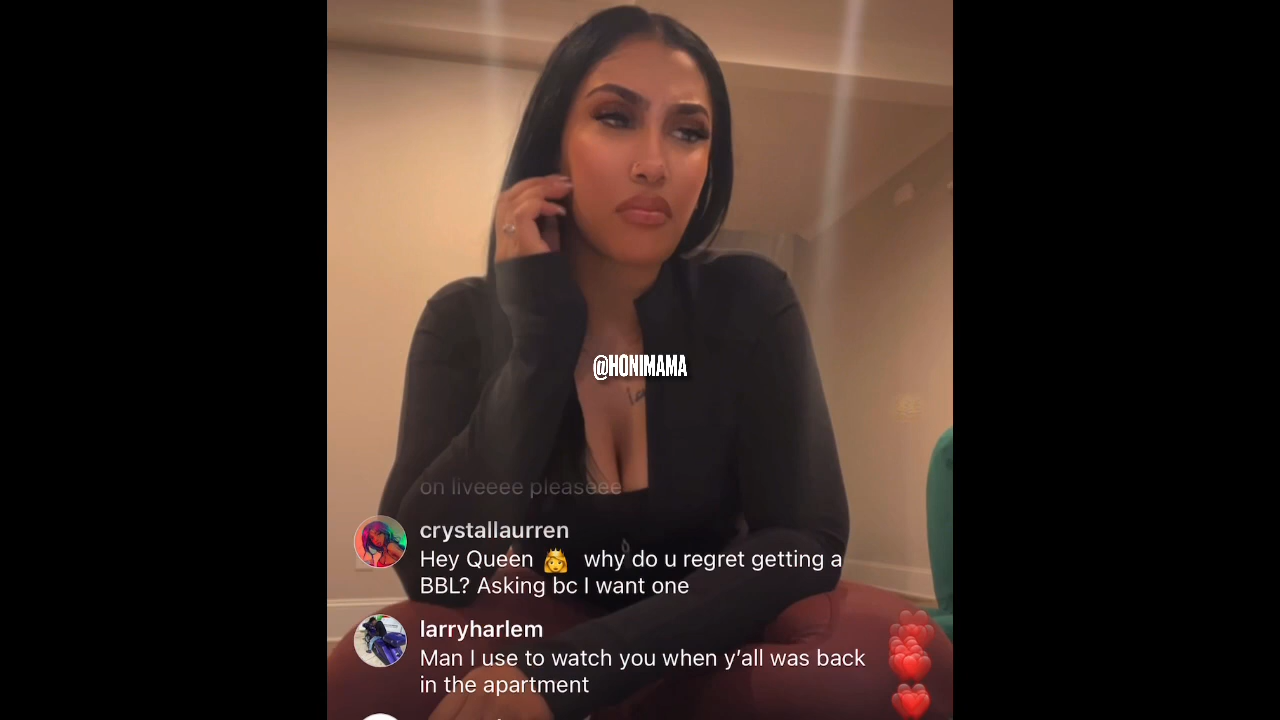 @HONIMAMA
on liveeee pleaseee
crystallaurren
Hey Queen 👸 why do u regret getting a
BBL? Asking bc I want one
larryharlem
Man I use to watch you when y’all was back
in the apartment